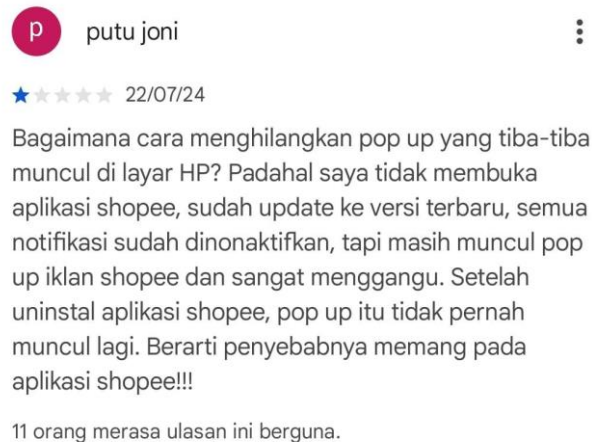 p
putu joni
22/07/24
Bagaimana cara menghilangkan pop up yang tiba-tiba
muncul di layar HP? Padahal saya tidak membuka
aplikasi shopee, sudah update ke versi terbaru, semua
notifikasi sudah dinonaktifkan, tapi masih muncul pop
up iklan shopee dan sangat menggangu. Setelah
uninstal aplikasi shopee, pop up itu tidak pernah
muncul lagi. Berarti penyebabnya memang pada
aplikasi shopee!!!
11 orang merasa ulasan ini berguna.